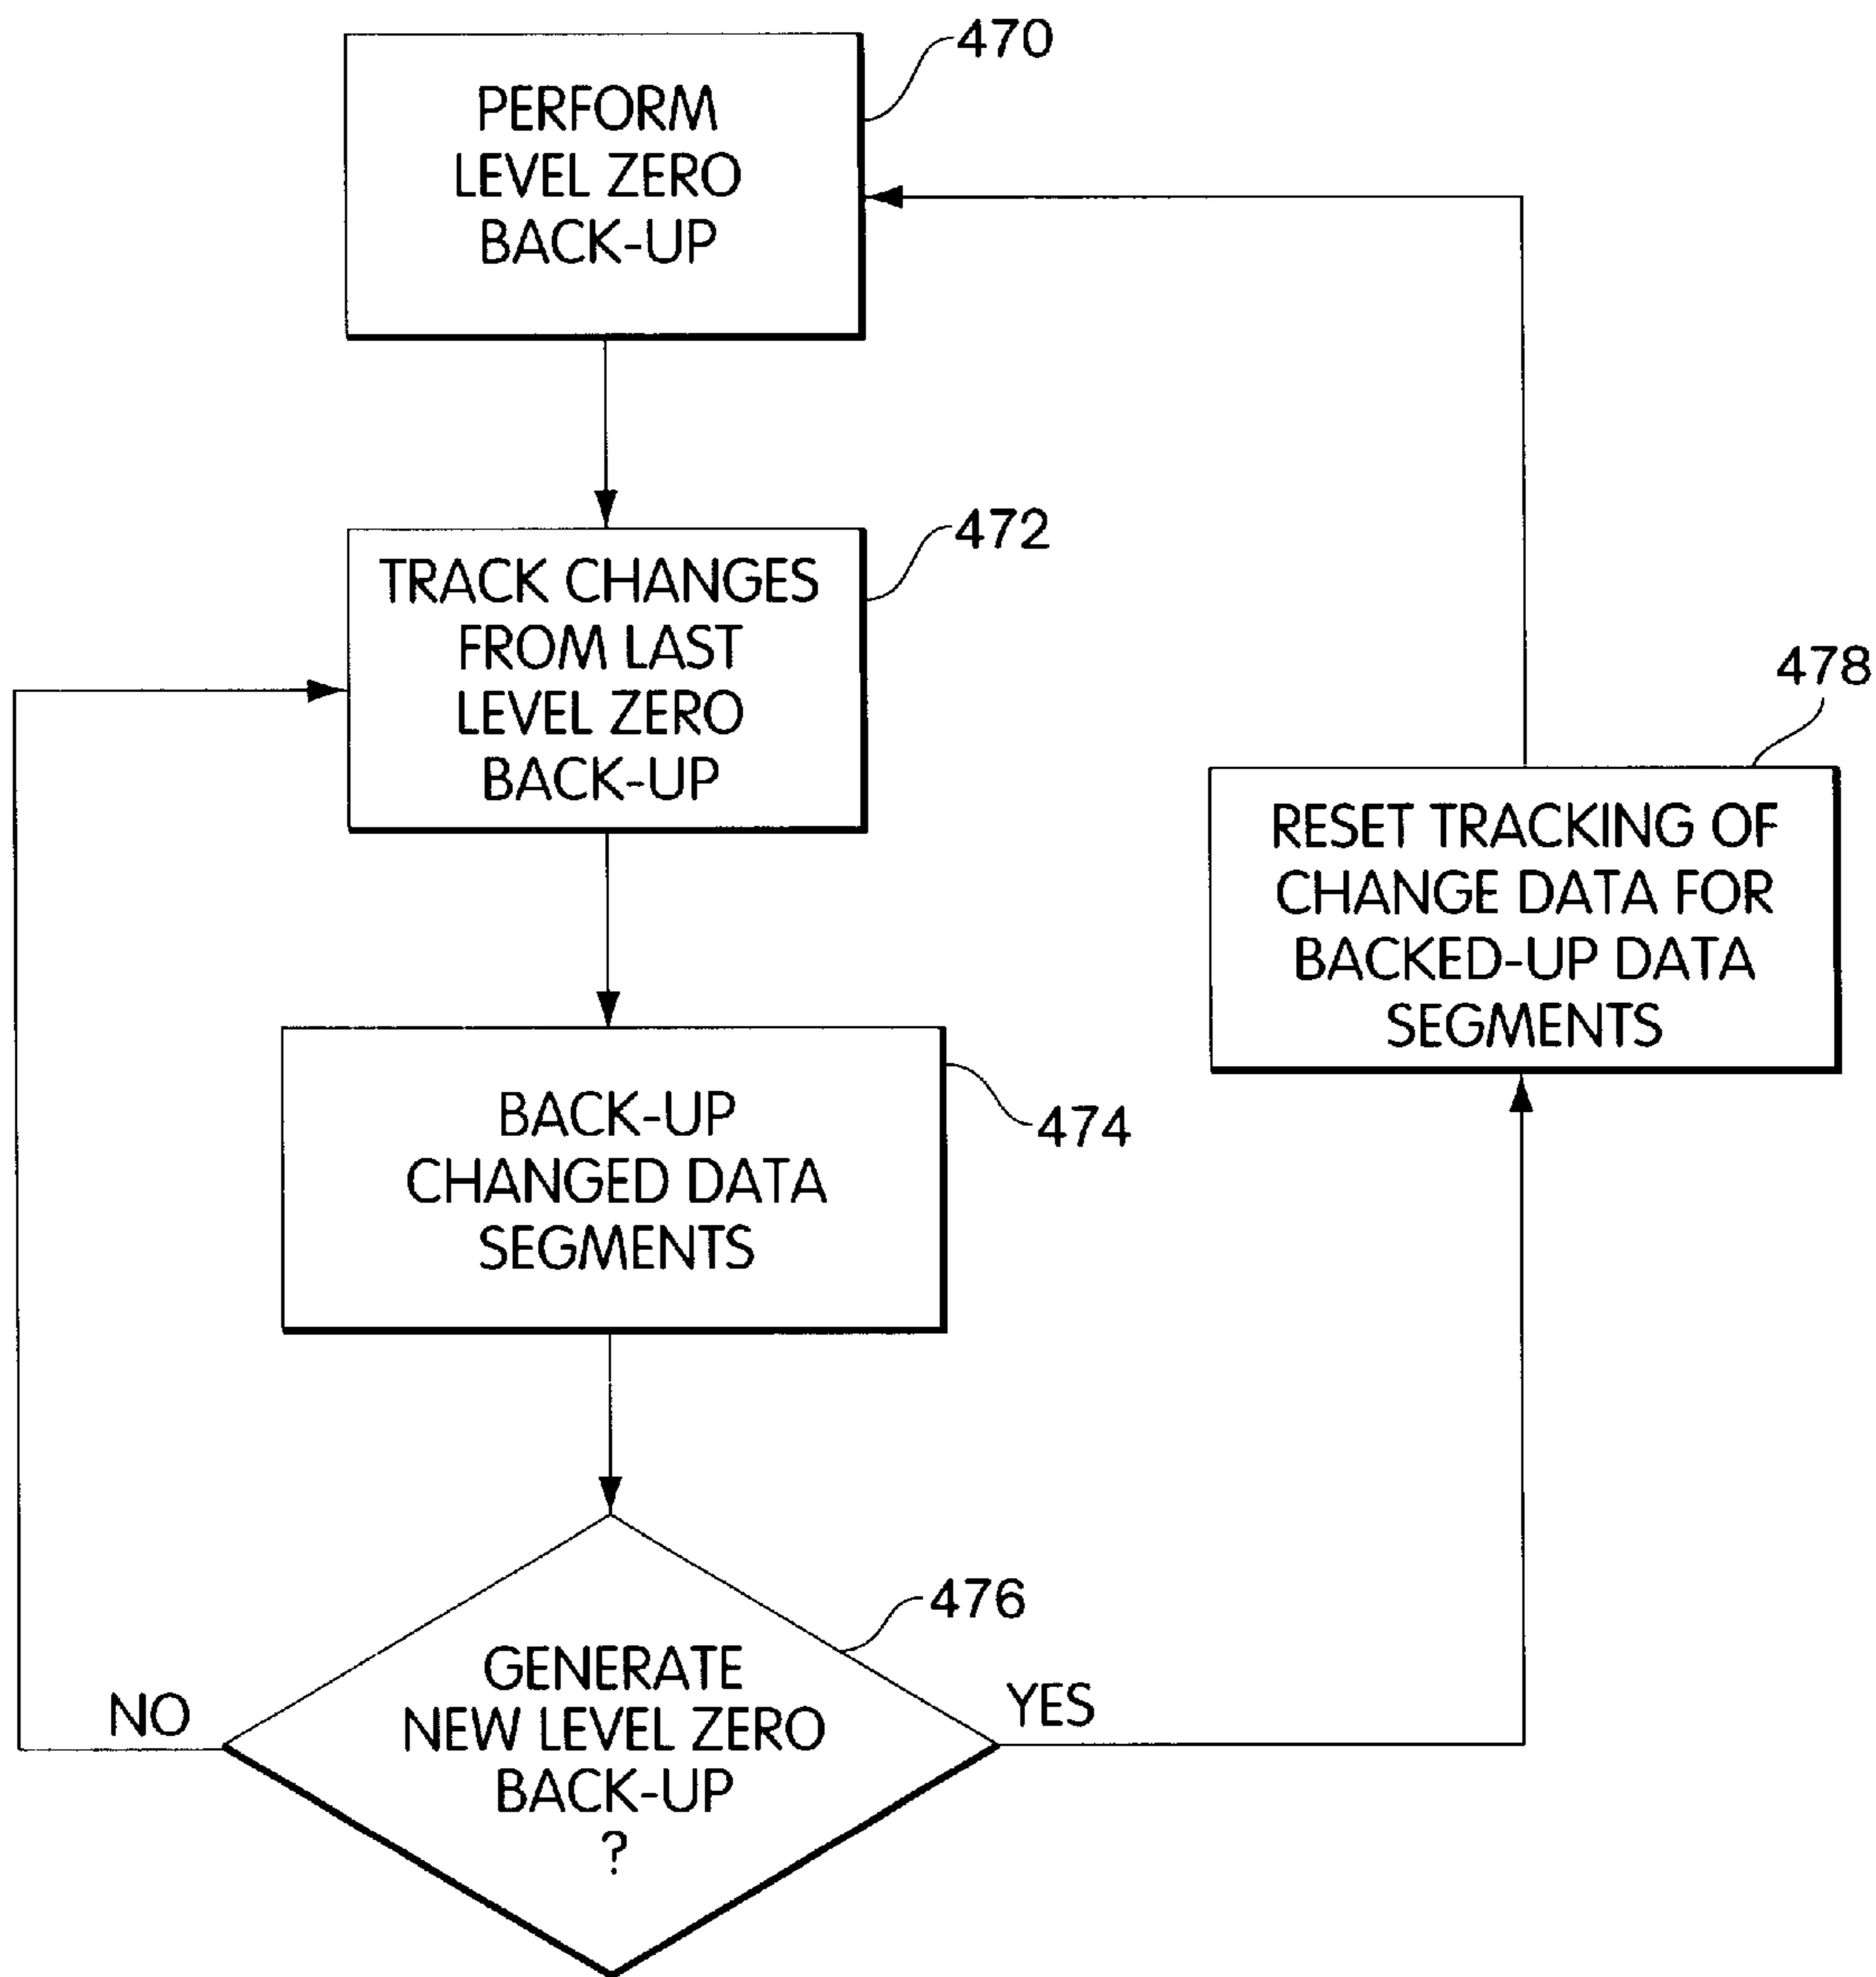 470
PERFORM
LEVEL ZERO
BACK-UP
472
TRACK CHANGES
FROM LAST
LEVEL ZERO
BACK-UP
478
RESET TRACKING OF
CHANGE DATA FOR
BACKED-UP DATA
SEGMENTS
474
BACK-UP
CHANGED DATA
SEGMENTS
476
GENERATE
NEW LEVEL ZERO
BACK-UP
?
NO
YES